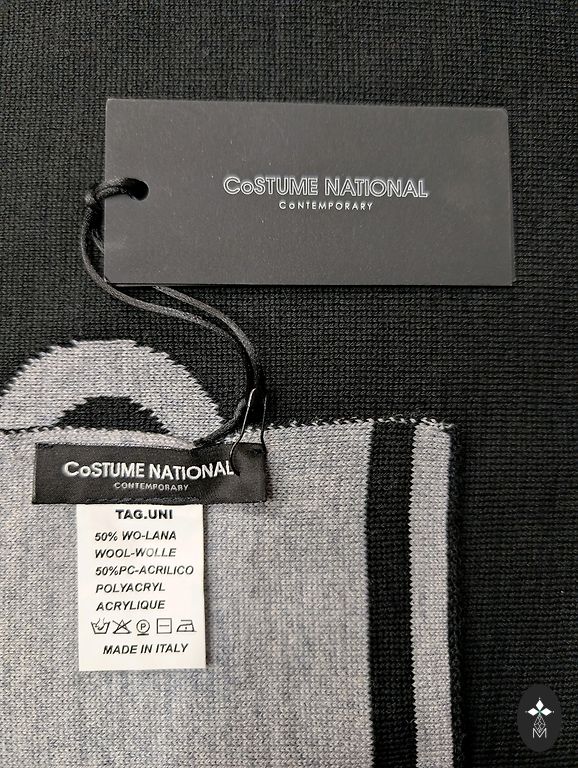 CoSTUME NATIONAL
CoNTEMPORARY
CoSTUME NATIONAL
CONTEMPORARY
TAG.UNI
50% WO-LANA
WOOL-WOLLE
50%PC-ACRILICO
POLYACRYL
ACRYLIQUE
P
MADE IN ITALY
M